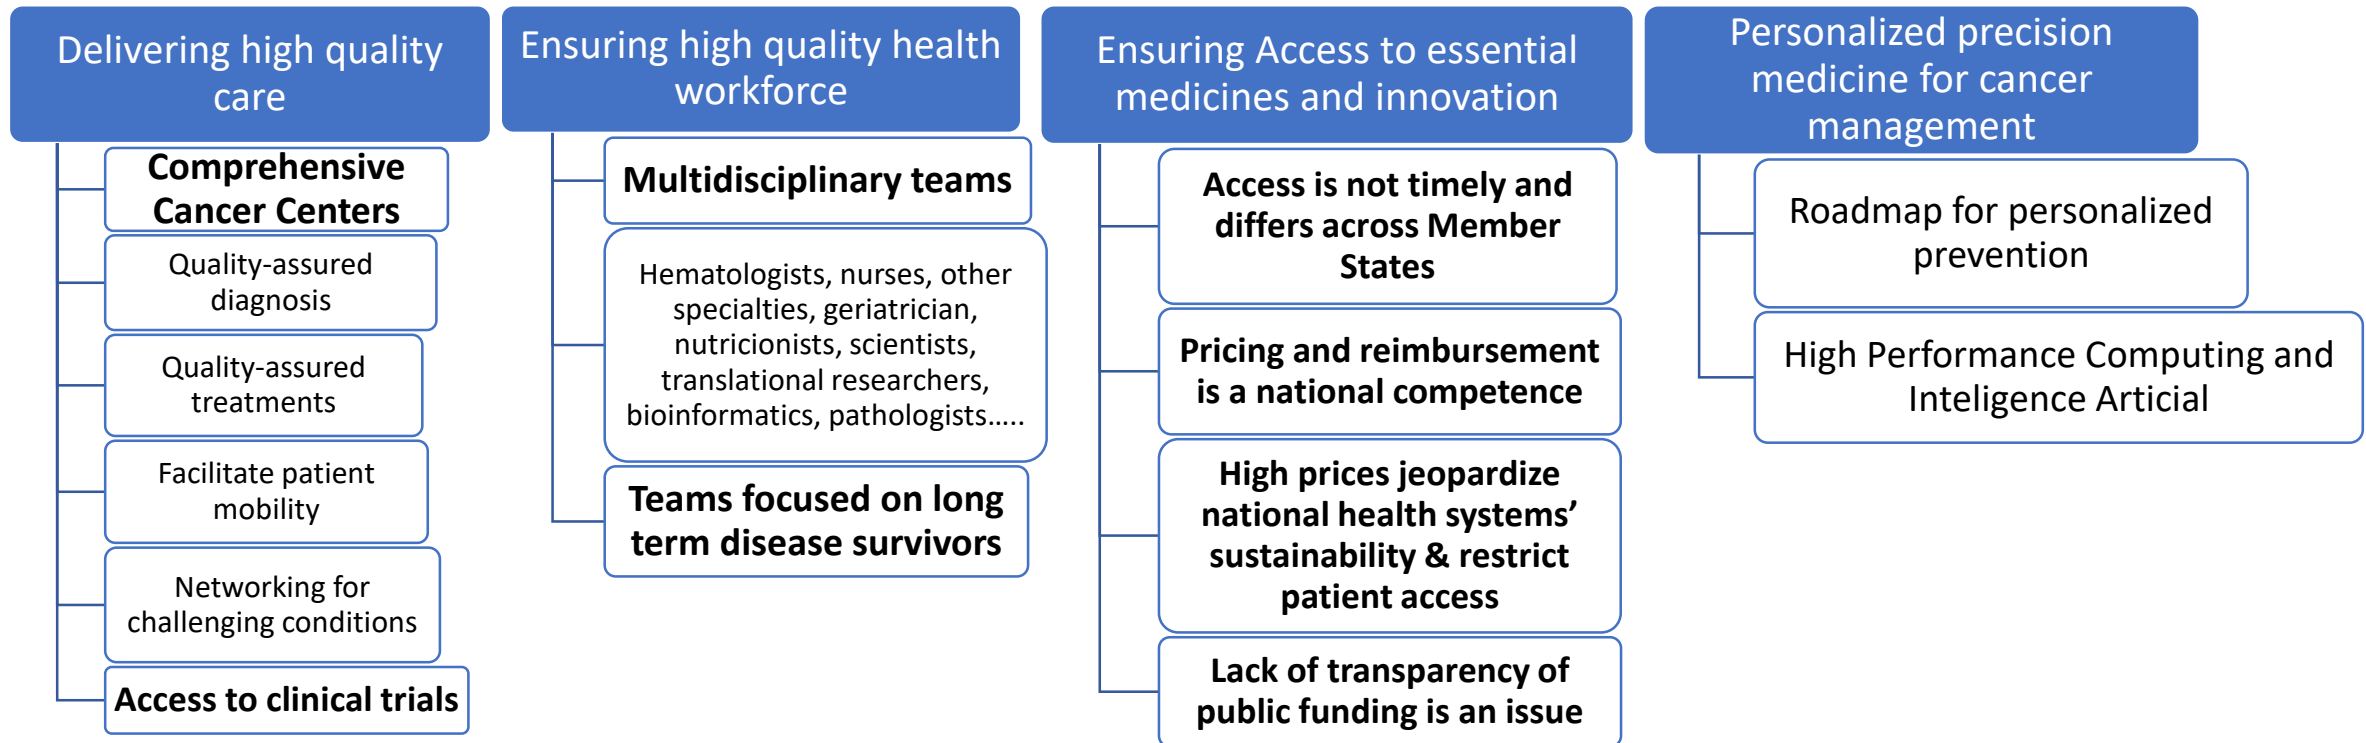 Delivering high quality
care
Comprehensive
Cancer Centers
Quality-assured
diagnosis
Quality-assured
treatments
Facilitate patient
mobility
Networking for
challenging conditions
Access to clinical trials
Ensuring high quality health
workforce
Multidisciplinary teams
Hematologists, nurses, other
specialties, geriatrician,
nutricionists, scientists,
translational researchers,
bioinformatics, pathologists…..
Teams focused on long
term disease survivors
Ensuring Access to essential
medicines and innovation
Access is not timely and
differs across Member
States
Pricing and reimbursement
is a national competence
High prices jeopardize
national health systems’
sustainability & restrict
patient access
Lack of transparency of
public funding is an issue
Personalized precision
medicine for cancer
management
Roadmap for personalized
prevention
High Performance Computing and
Inteligence Articial